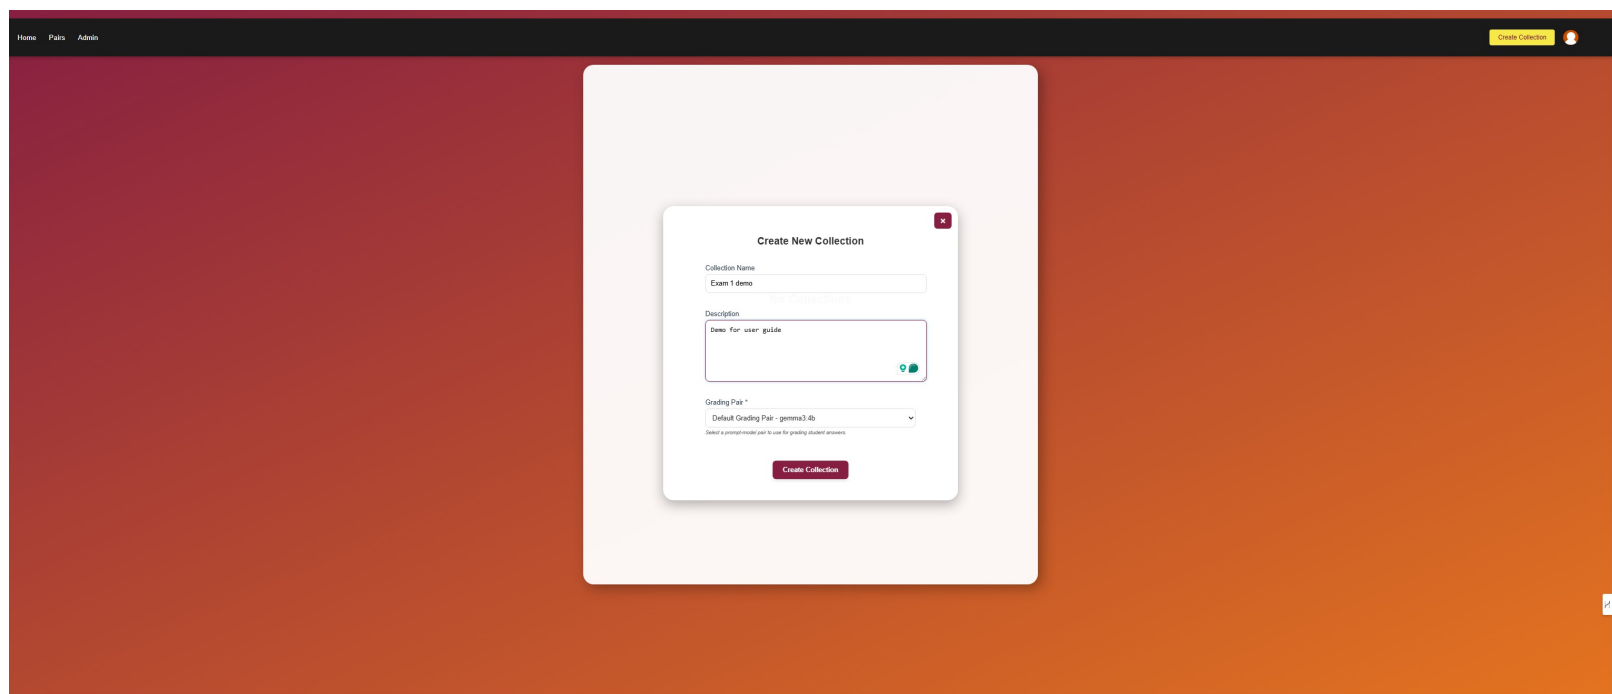 Home Pairs Admin Create Collection
Create New Collection
Collection Name
Exam 1 demo
Description
Demo for user guide
Grading Pair *
Default Grading Pair - gemma3:4b
Select a prompt-model pair to use for grading student answers.
Create Collection